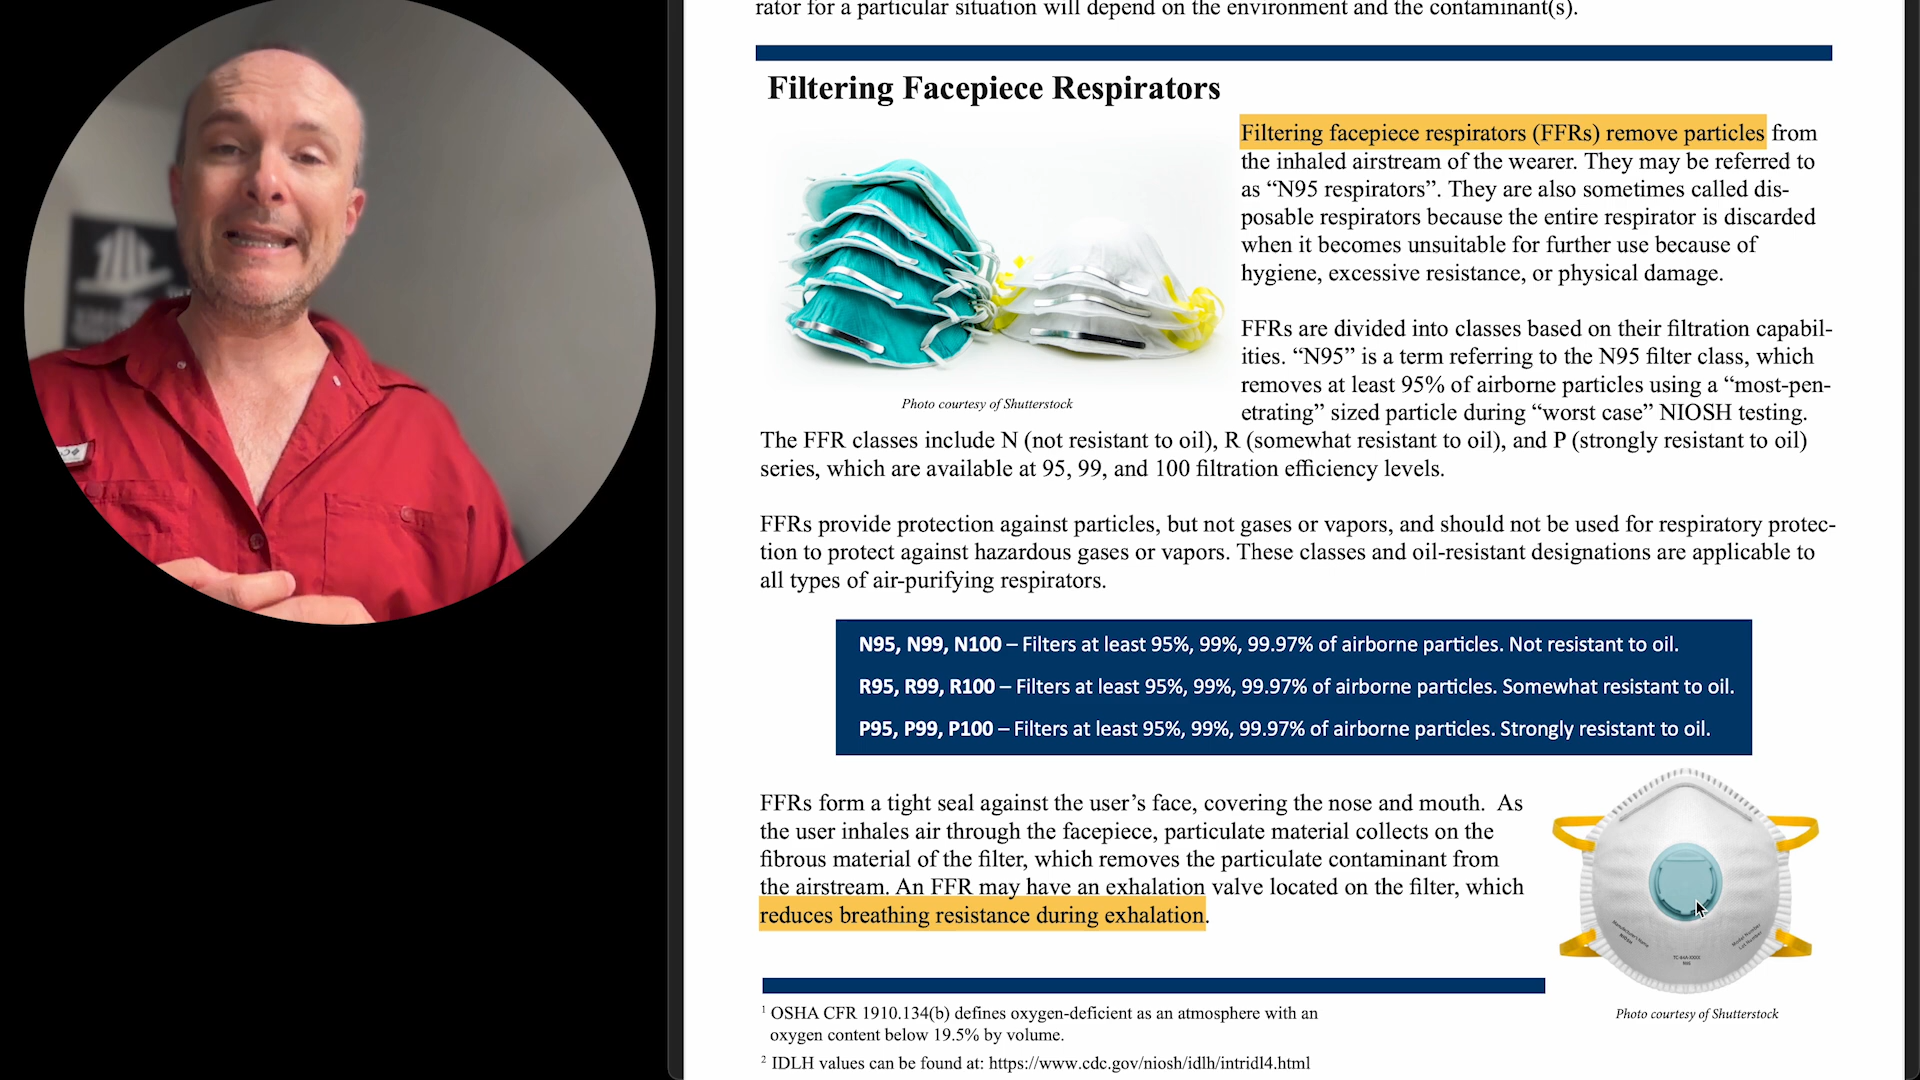 rator for a particular situation will depend on the environment and the contaminant(s).
Filtering Facepiece Respirators
Filtering facepiece respirators (FFRs) remove particles from
the inhaled airstream of the wearer. They may be referred to
as “N95 respirators”. They are also sometimes called dis-
posable respirators because the entire respirator is discarded
when it becomes unsuitable for further use because of
hygiene, excessive resistance, or physical damage.
FFRs are divided into classes based on their filtration capabil-
ities. “N95” is a term referring to the N95 filter class, which
removes at least 95% of airborne particles using a “most-pen-
etrating” sized particle during “worst case” NIOSH testing.
Photo courtesy of Shutterstock
The FFR classes include N (not resistant to oil), R (somewhat resistant to oil), and P (strongly resistant to oil)
series, which are available at 95, 99, and 100 filtration efficiency levels.
FFRs provide protection against particles, but not gases or vapors, and should not be used for respiratory protec-
tion to protect against hazardous gases or vapors. These classes and oil-resistant designations are applicable to
all types of air-purifying respirators.
N95, N99, N100 – Filters at least 95%, 99%, 99.97% of airborne particles. Not resistant to oil.
R95, R99, R100 – Filters at least 95%, 99%, 99.97% of airborne particles. Somewhat resistant to oil.
P95, P99, P100 – Filters at least 95%, 99%, 99.97% of airborne particles. Strongly resistant to oil.
FFRs form a tight seal against the user’s face, covering the nose and mouth.  As
the user inhales air through the facepiece, particulate material collects on the
fibrous material of the filter, which removes the particulate contaminant from
the airstream. An FFR may have an exhalation valve located on the filter, which
reduces breathing resistance during exhalation.
Manufacturer's Name
Model Number
Lot Number
TC-84A-XXXX
N95
Photo courtesy of Shutterstock
1 OSHA CFR 1910.134(b) defines oxygen-deficient as an atmosphere with an
oxygen content below 19.5% by volume.
2 IDLH values can be found at: https://www.cdc.gov/niosh/idlh/intridl4.html